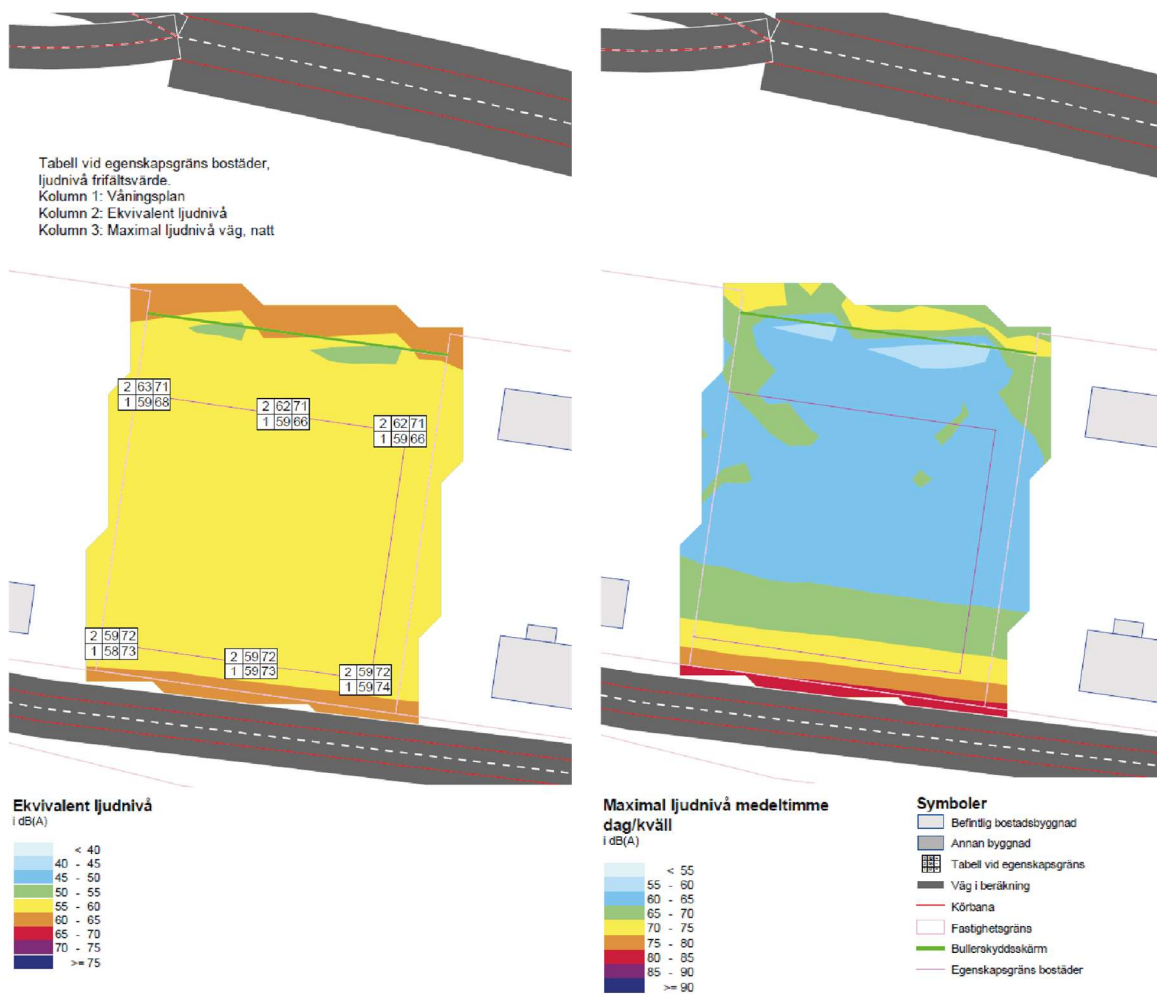 Tabell vid egenskapsgräns bostäder,
ljudnivå frifältsvärde.
Kolumn 1: Våningsplan
Kolumn 2: Ekvivalent ljudnivå
Kolumn 3: Maximal ljudnivå väg, natt
2 63 71
1 59 68
2 62 71
1 59 66
2 62 71
1 59 66
2 59 72
1 58 73
2 59 72
1 59 73
2 59 72
1 59 74
Ekvivalent ljudnivå
i dB(A)
< 40
40 - 45
45 - 50
50 - 55
55 - 60
60 - 65
65 - 70
70 - 75
>= 75
Maximal ljudnivå medeltimme
dag/kväll
i dB(A)
< 55
55 - 60
60 - 65
65 - 70
70 - 75
75 - 80
80 - 85
85 - 90
>= 90
Symboler
Befintlig bostadsbyggnad
Annan byggnad
Tabell vid egenskapsgräns
Väg i beräkning
Körbana
Fastighetsgräns
Bullerskyddsskärm
Egenskapsgräns bostäder